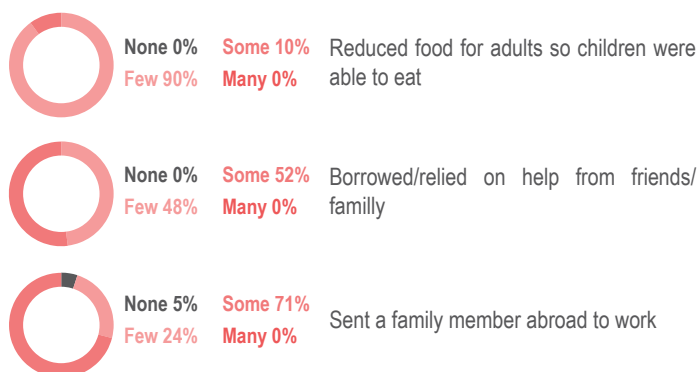 None 0% Some 10%
Few 90% Many 0%
Reduced food for adults so children were
able to eat
None 0% Some 52%
Few 48% Many 0%
Borrowed/relied on help from friends/
familly
None 5% Some 71%
Few 24% Many 0%
Sent a family member abroad to work